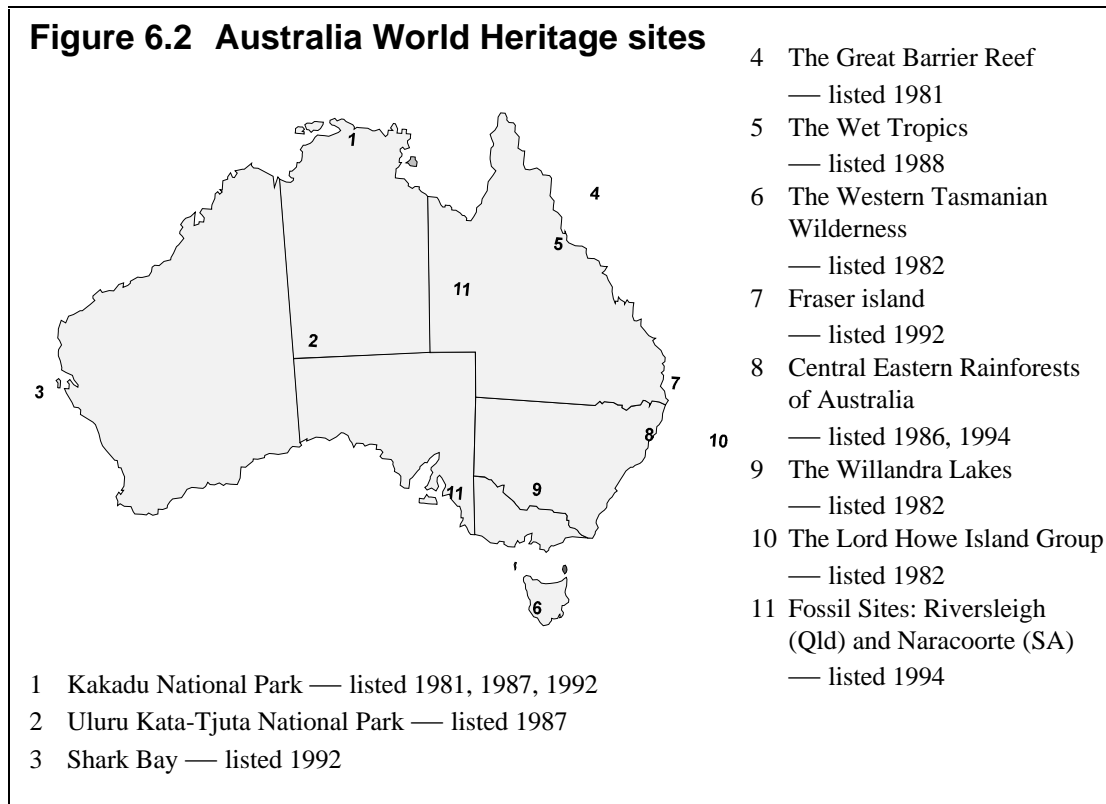 Figure 6.2 Australia World Heritage sites
1
4
5
11
2
3
7
8
10
11
9
6
1 Kakadu National Park — listed 1981, 1987, 1992
2 Uluru Kata-Tjuta National Park — listed 1987
3 Shark Bay — listed 1992
4 The Great Barrier Reef
— listed 1981
5 The Wet Tropics
— listed 1988
6 The Western Tasmanian
Wilderness
— listed 1982
7 Fraser island
— listed 1992
8 Central Eastern Rainforests
of Australia
— listed 1986, 1994
9 The Willandra Lakes
— listed 1982
10 The Lord Howe Island Group
— listed 1982
11 Fossil Sites: Riversleigh
(Qld) and Naracoorte (SA)
— listed 1994